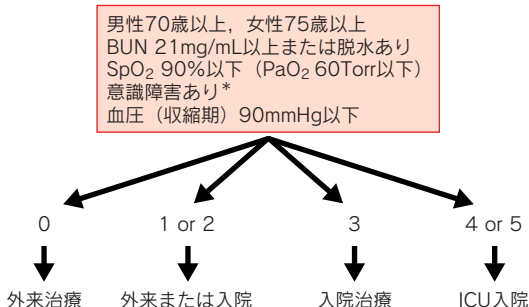 男性70歳以上，女性75歳以上
BUN 21mg/mL以上または脱水あり
SpO₂ 90%以下（PaO₂ 60Torr以下）
意識障害あり*
血圧（収縮期）90mmHg以下
0
1 or 2
3
4 or 5
外来治療
外来または入院
入院治療
ICU入院